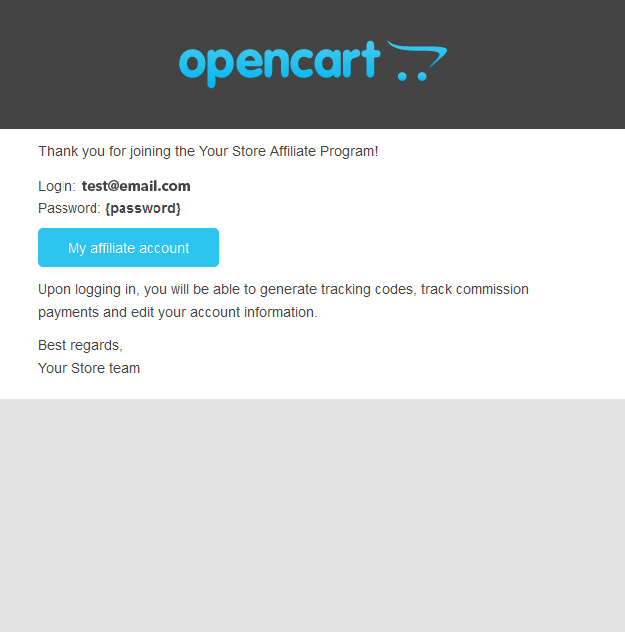 opencart
Thank you for joining the Your Store Affiliate Program!
Login: test@email.com
Password: {password}
My affiliate account
Upon logging in, you will be able to generate tracking codes, track commission
payments and edit your account information.
Best regards,
Your Store team